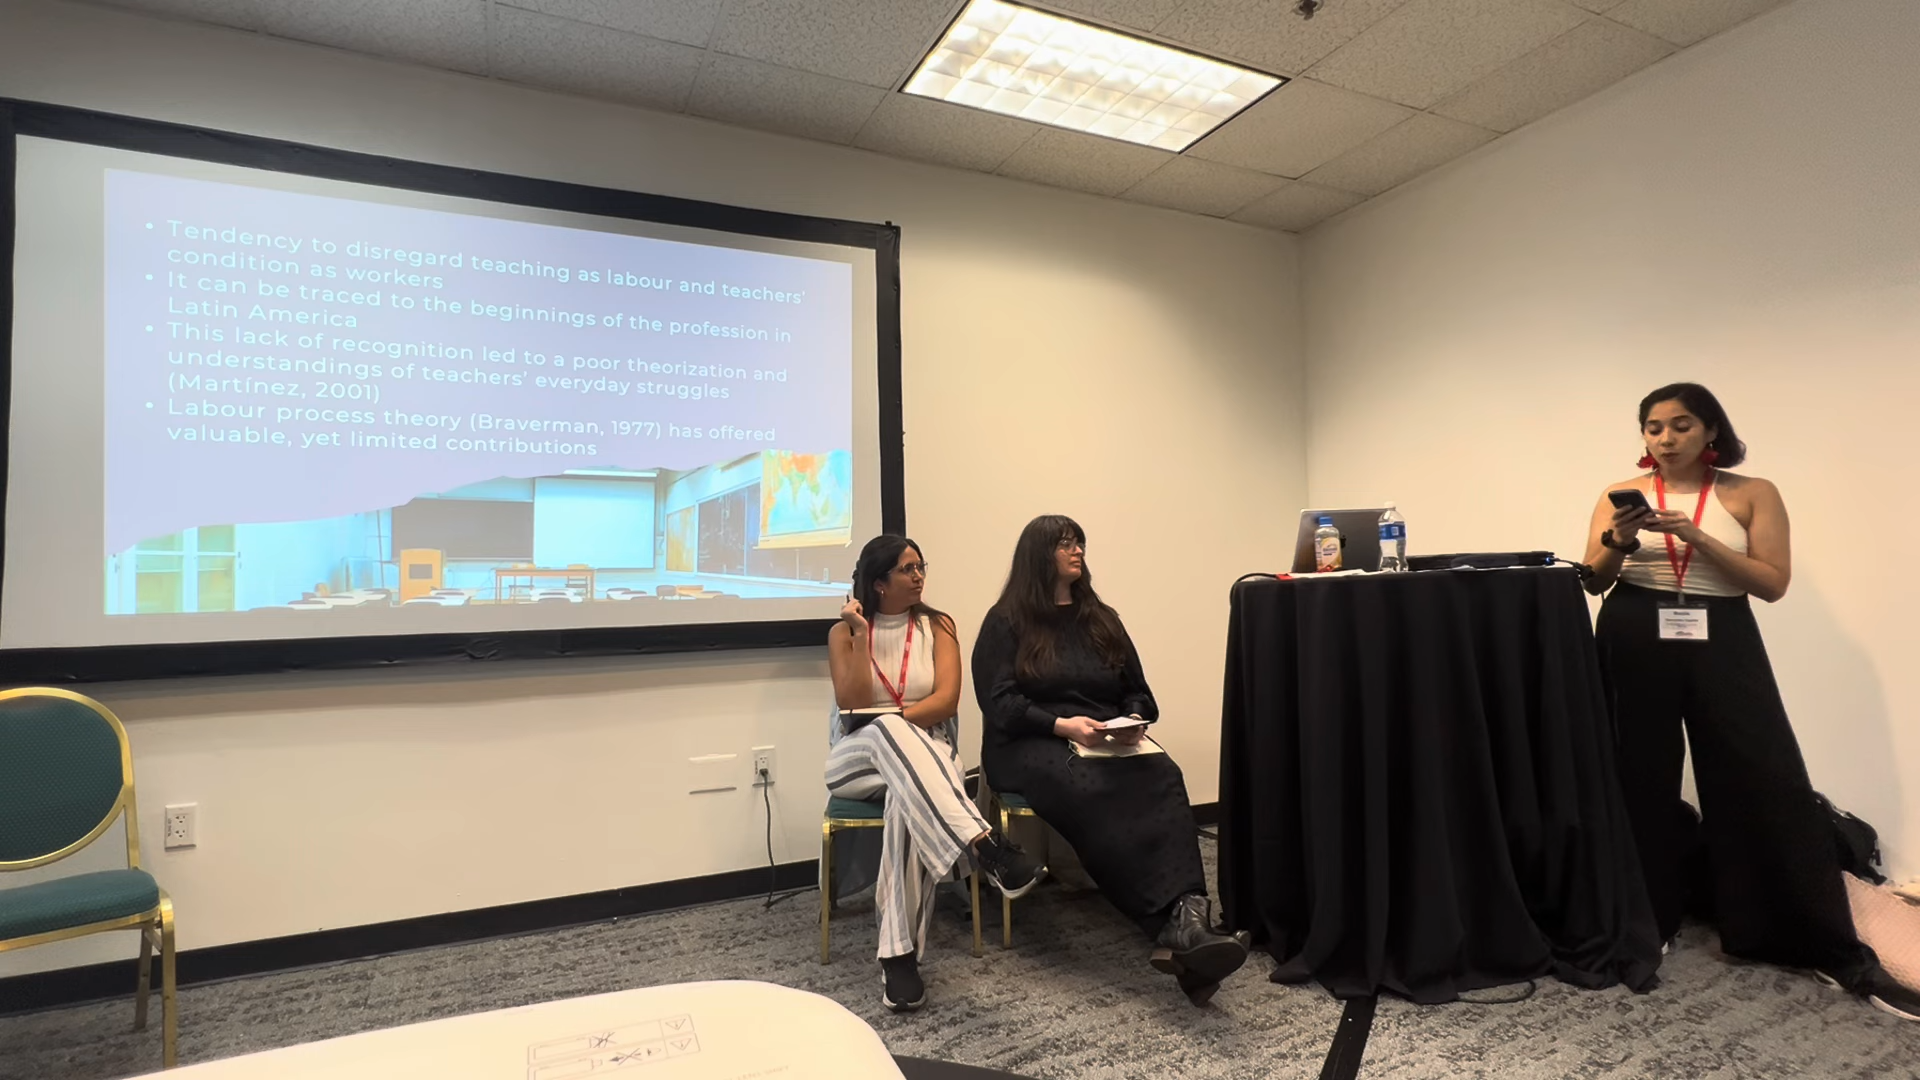 • Tendency to disregard teaching as labour and teachers'
condition as workers
• It can be traced to the beginnings of the profession in
Latin America
• This lack of recognition led to a poor theorization and
understandings of teachers' everyday struggles
(Martínez, 2001)
• Labour process theory (Braverman, 1977) has offered
valuable, yet limited contributions